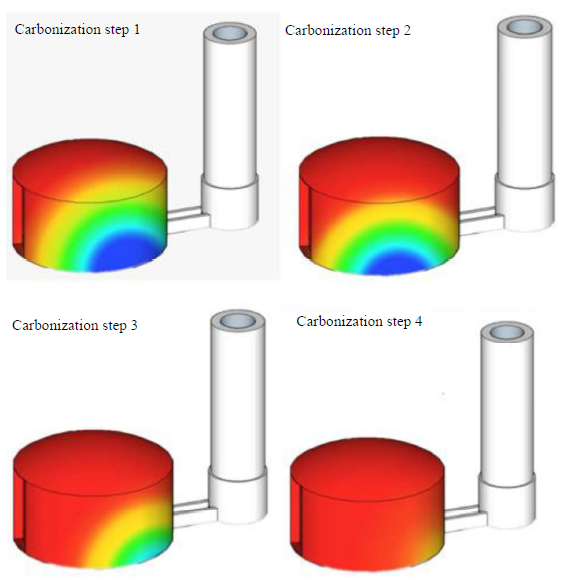 Carbonization step 1
Carbonization step 2
Carbonization step 3
Carbonization step 4